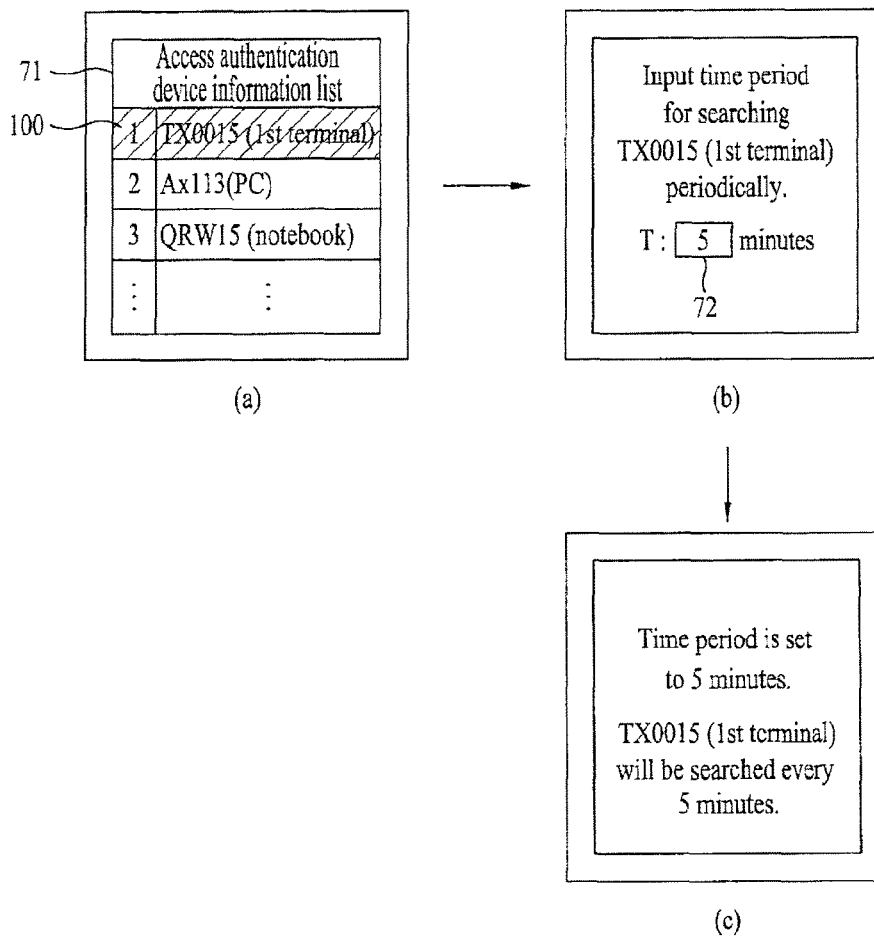 Access authentication
device information list
71
100
1 TX0015 (1st terminal)
2 Ax113(PC)
3 QRW15 (notebook)
⋮ ⋮
(a)
Input time period
for searching
TX0015 (1st terminal)
periodically.
T : 5 minutes
72
(b)
Time period is set
to 5 minutes.
TX0015 (1st terminal)
will be searched every
5 minutes.
(c)